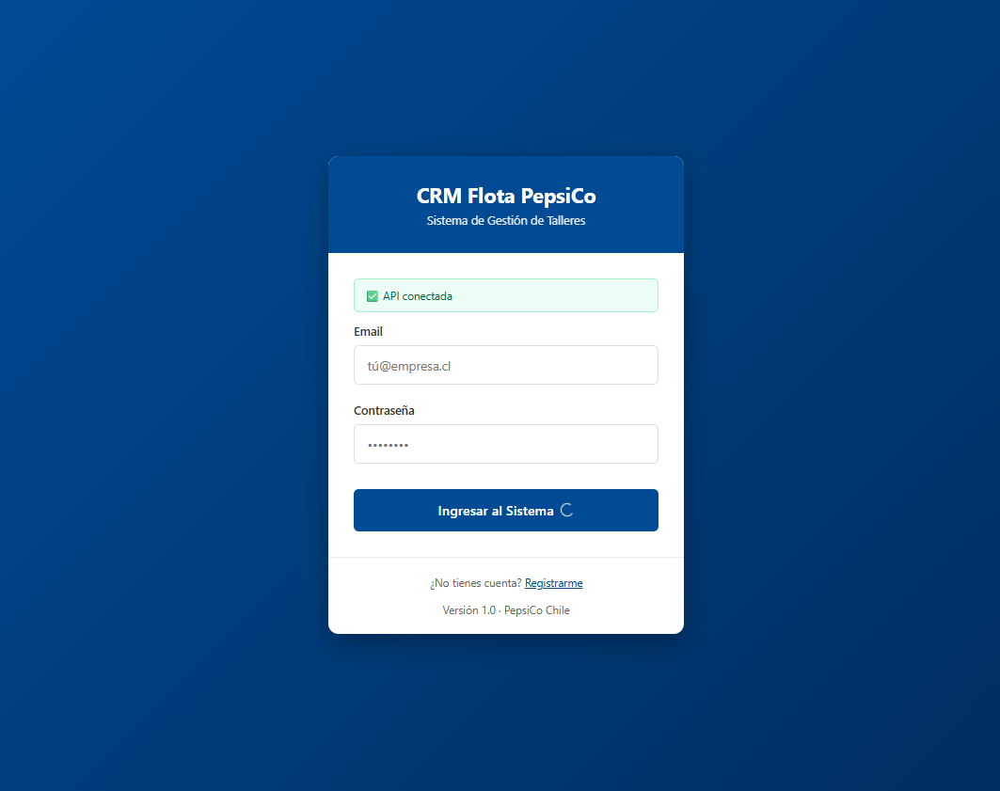 CRM Flota PepsiCo
Sistema de Gestión de Talleres
✅ API conectada
Email
tú@empresa.cl
Contraseña
••••••••
Ingresar al Sistema
¿No tienes cuenta? Registrarme
Versión 1.0 · PepsiCo Chile